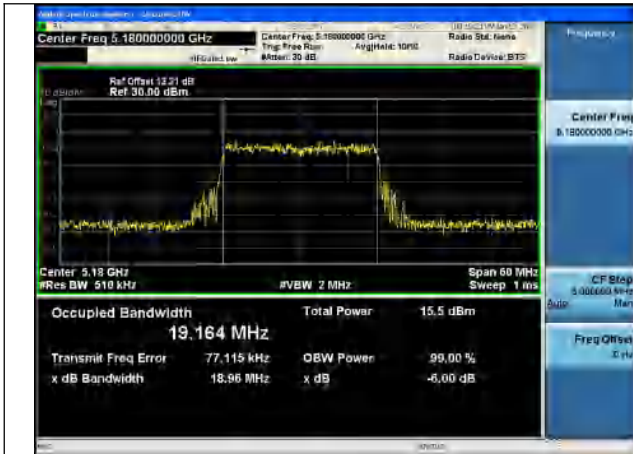 Center Freq 5.180000000 GHz
Center Freq: 5.180000000 GHz
Trig: Free Run
Avg|Hold: 10/10
#Atten: 30 dB
Radio Std: None
Radio Device: BTS
Frequency
Ref Offset 12.21 dB
Ref 30.00 dBm
Center Freq
5.180000000 GHz
Center 5.18 GHz
#Res BW 510 kHz
#VBW 2 MHz
Span 60 MHz
Sweep 1 ms
CF Step
Auto Man
Occupied Bandwidth
19.164 MHz
Total Power 15.5 dBm
Transmit Freq Error 77.115 kHz
OBW Power 99.00 %
x dB Bandwidth 18.96 MHz
x dB -6.00 dB
Freq Offset
0 Hz